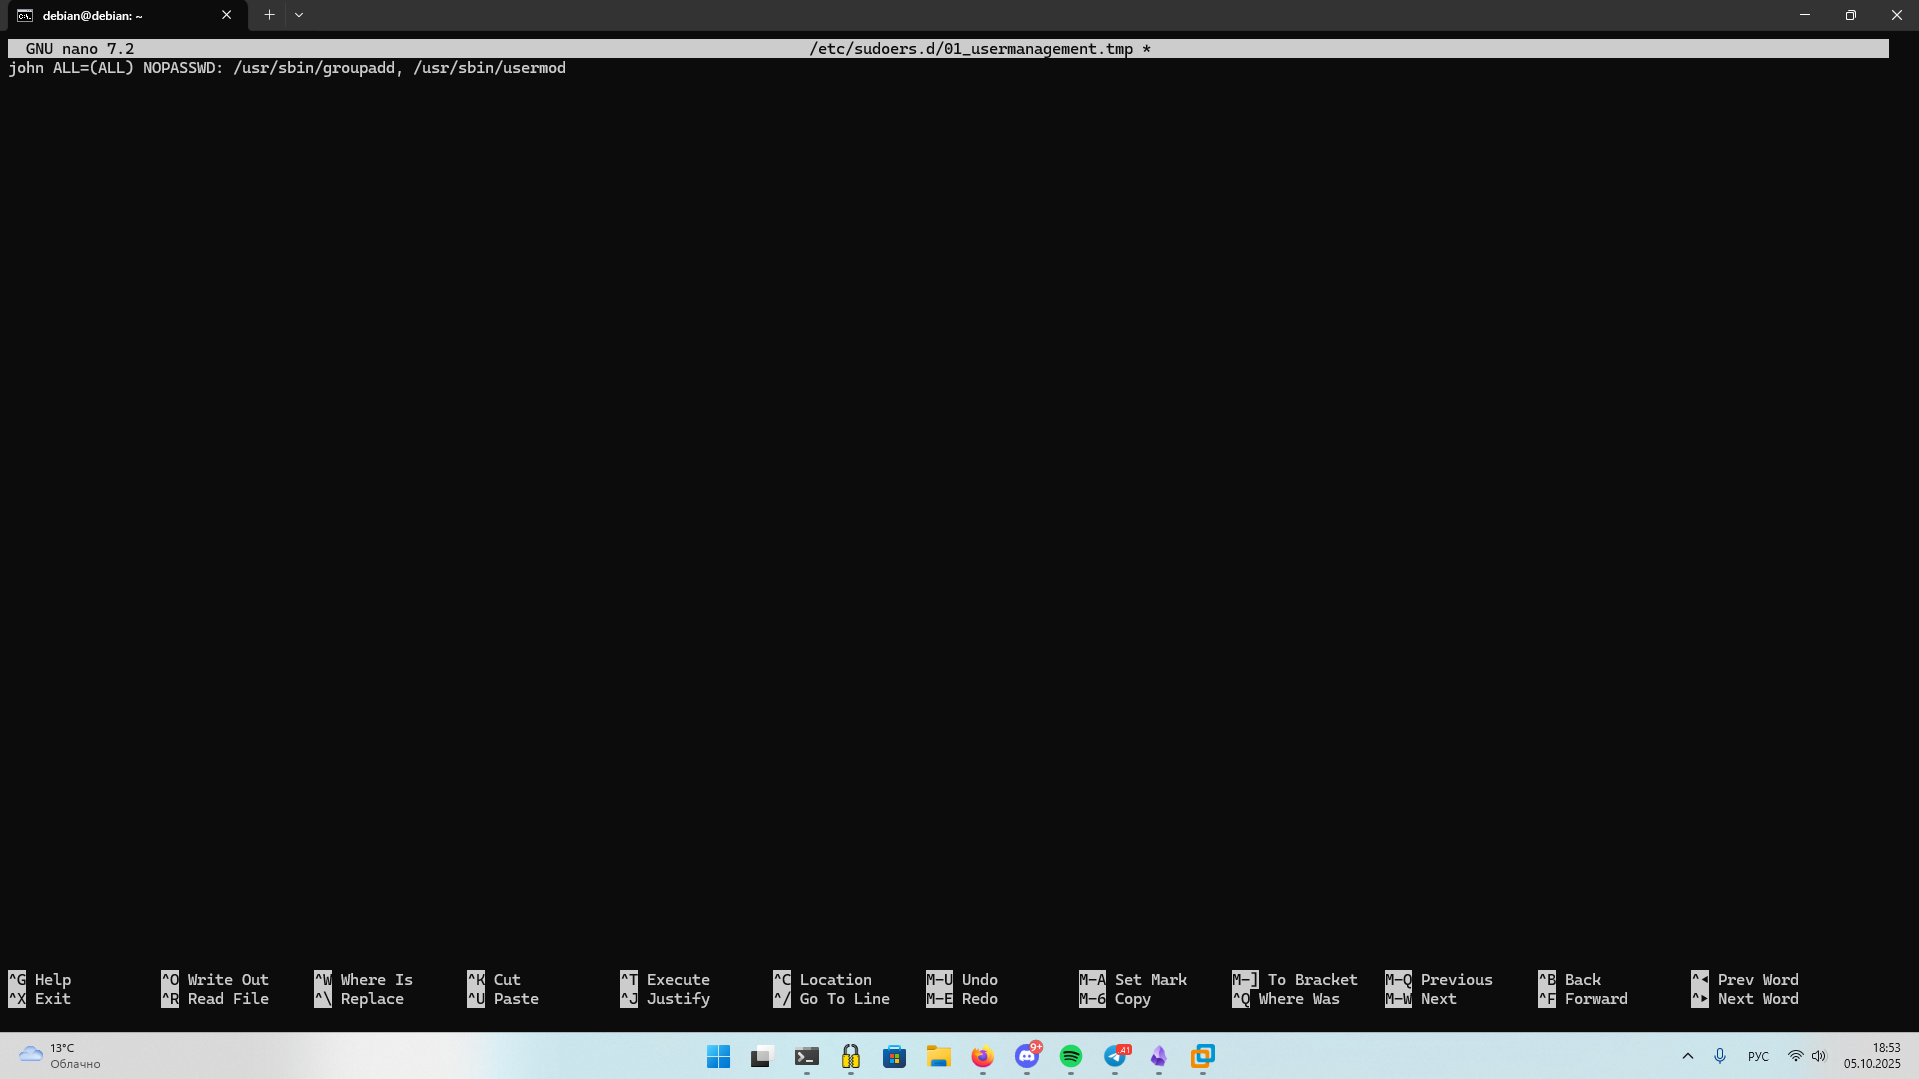 debian@debian: ~
GNU nano 7.2 /etc/sudoers.d/01_usermanagement.tmp *
john ALL=(ALL) NOPASSWD: /usr/sbin/groupadd, /usr/sbin/usermod
^G Help ^O Write Out ^W Where Is ^K Cut ^T Execute ^C Location M-U Undo M-A Set Mark M-] To Bracket M-Q Previous ^B Back ^◂ Prev Word
^X Exit ^R Read File ^\ Replace ^U Paste ^J Justify ^/ Go To Line M-E Redo M-6 Copy ^Q Where Was M-W Next ^F Forward ^▸ Next Word
13°C
Облачно
9+
41
РУС
18:53
05.10.2025